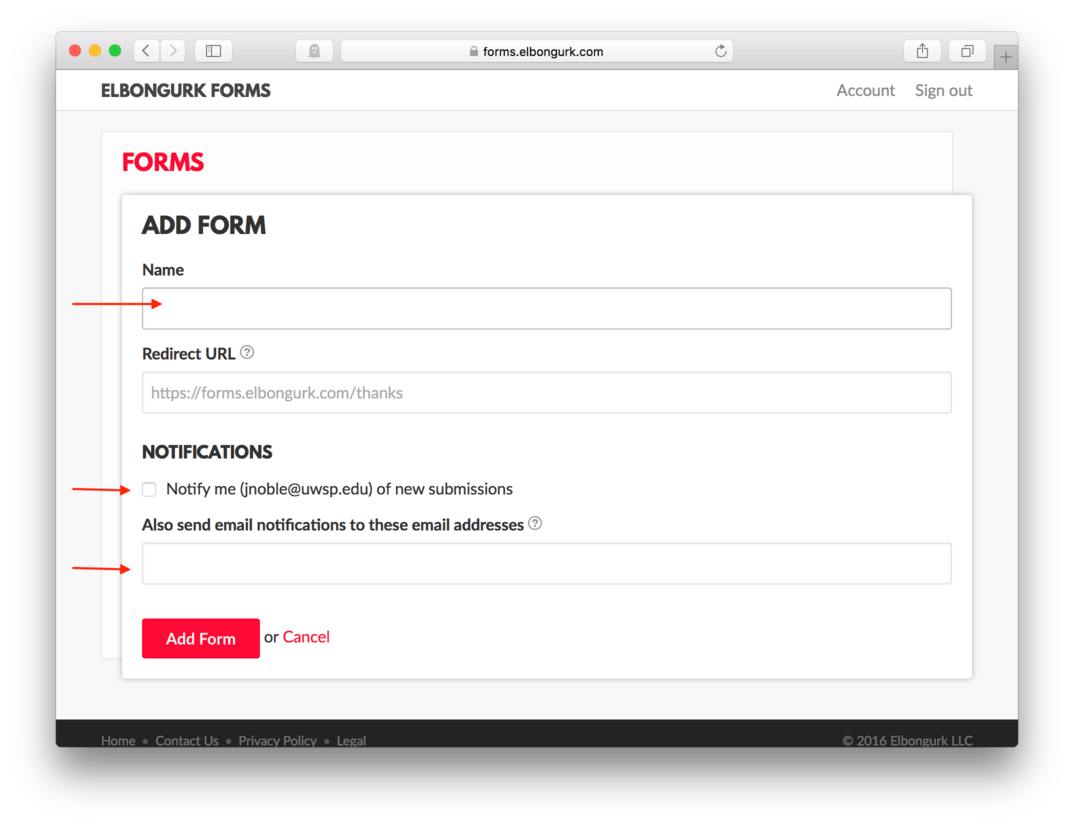 forms.elbongurk.com
ELBONGURK FORMS Account Sign out
FORMS
ADD FORM
Name
Redirect URL ?
https://forms.elbongurk.com/thanks
NOTIFICATIONS
Notify me (jnoble@uwsp.edu) of new submissions
Also send email notifications to these email addresses ?
Add Form or Cancel
Home • Contact Us • Privacy Policy • Legal © 2016 Elbongurk LLC